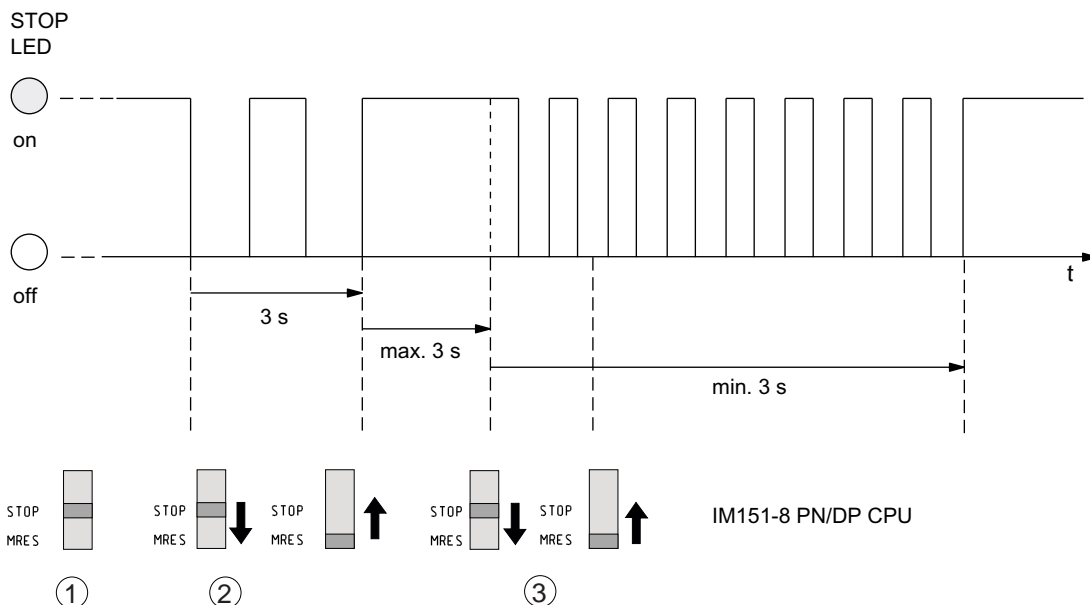 STOP
LED
on
off
t
3 s
max. 3 s
min. 3 s
STOP
MRES
STOP
MRES
STOP
MRES
STOP
MRES
STOP
MRES
IM151-8 PN/DP CPU
1
2
3